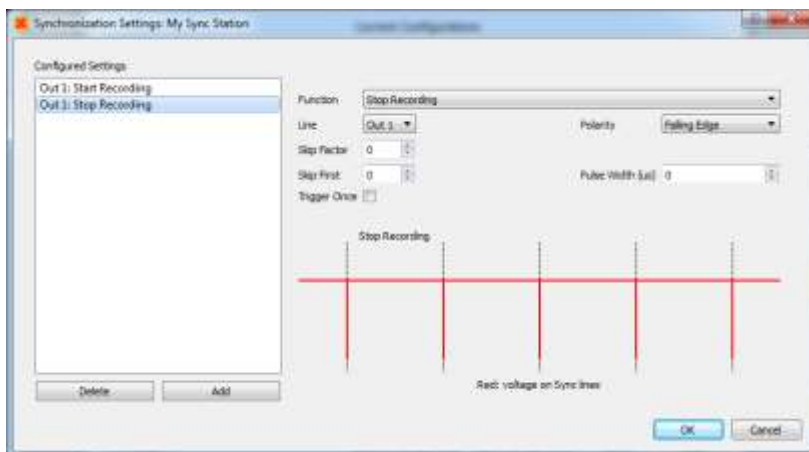 Synchronization Settings: My Sync Station
Configured Settings
Out 1: Start Recording
Out 1: Stop Recording
Function Stop Recording
Line Out 1 Polarity Falling Edge
Skip Factor 0
Skip First 0 Pulse Width (us) 0
Trigger Once
Stop Recording
Red: voltage on Sync lines
Delete Add
OK Cancel